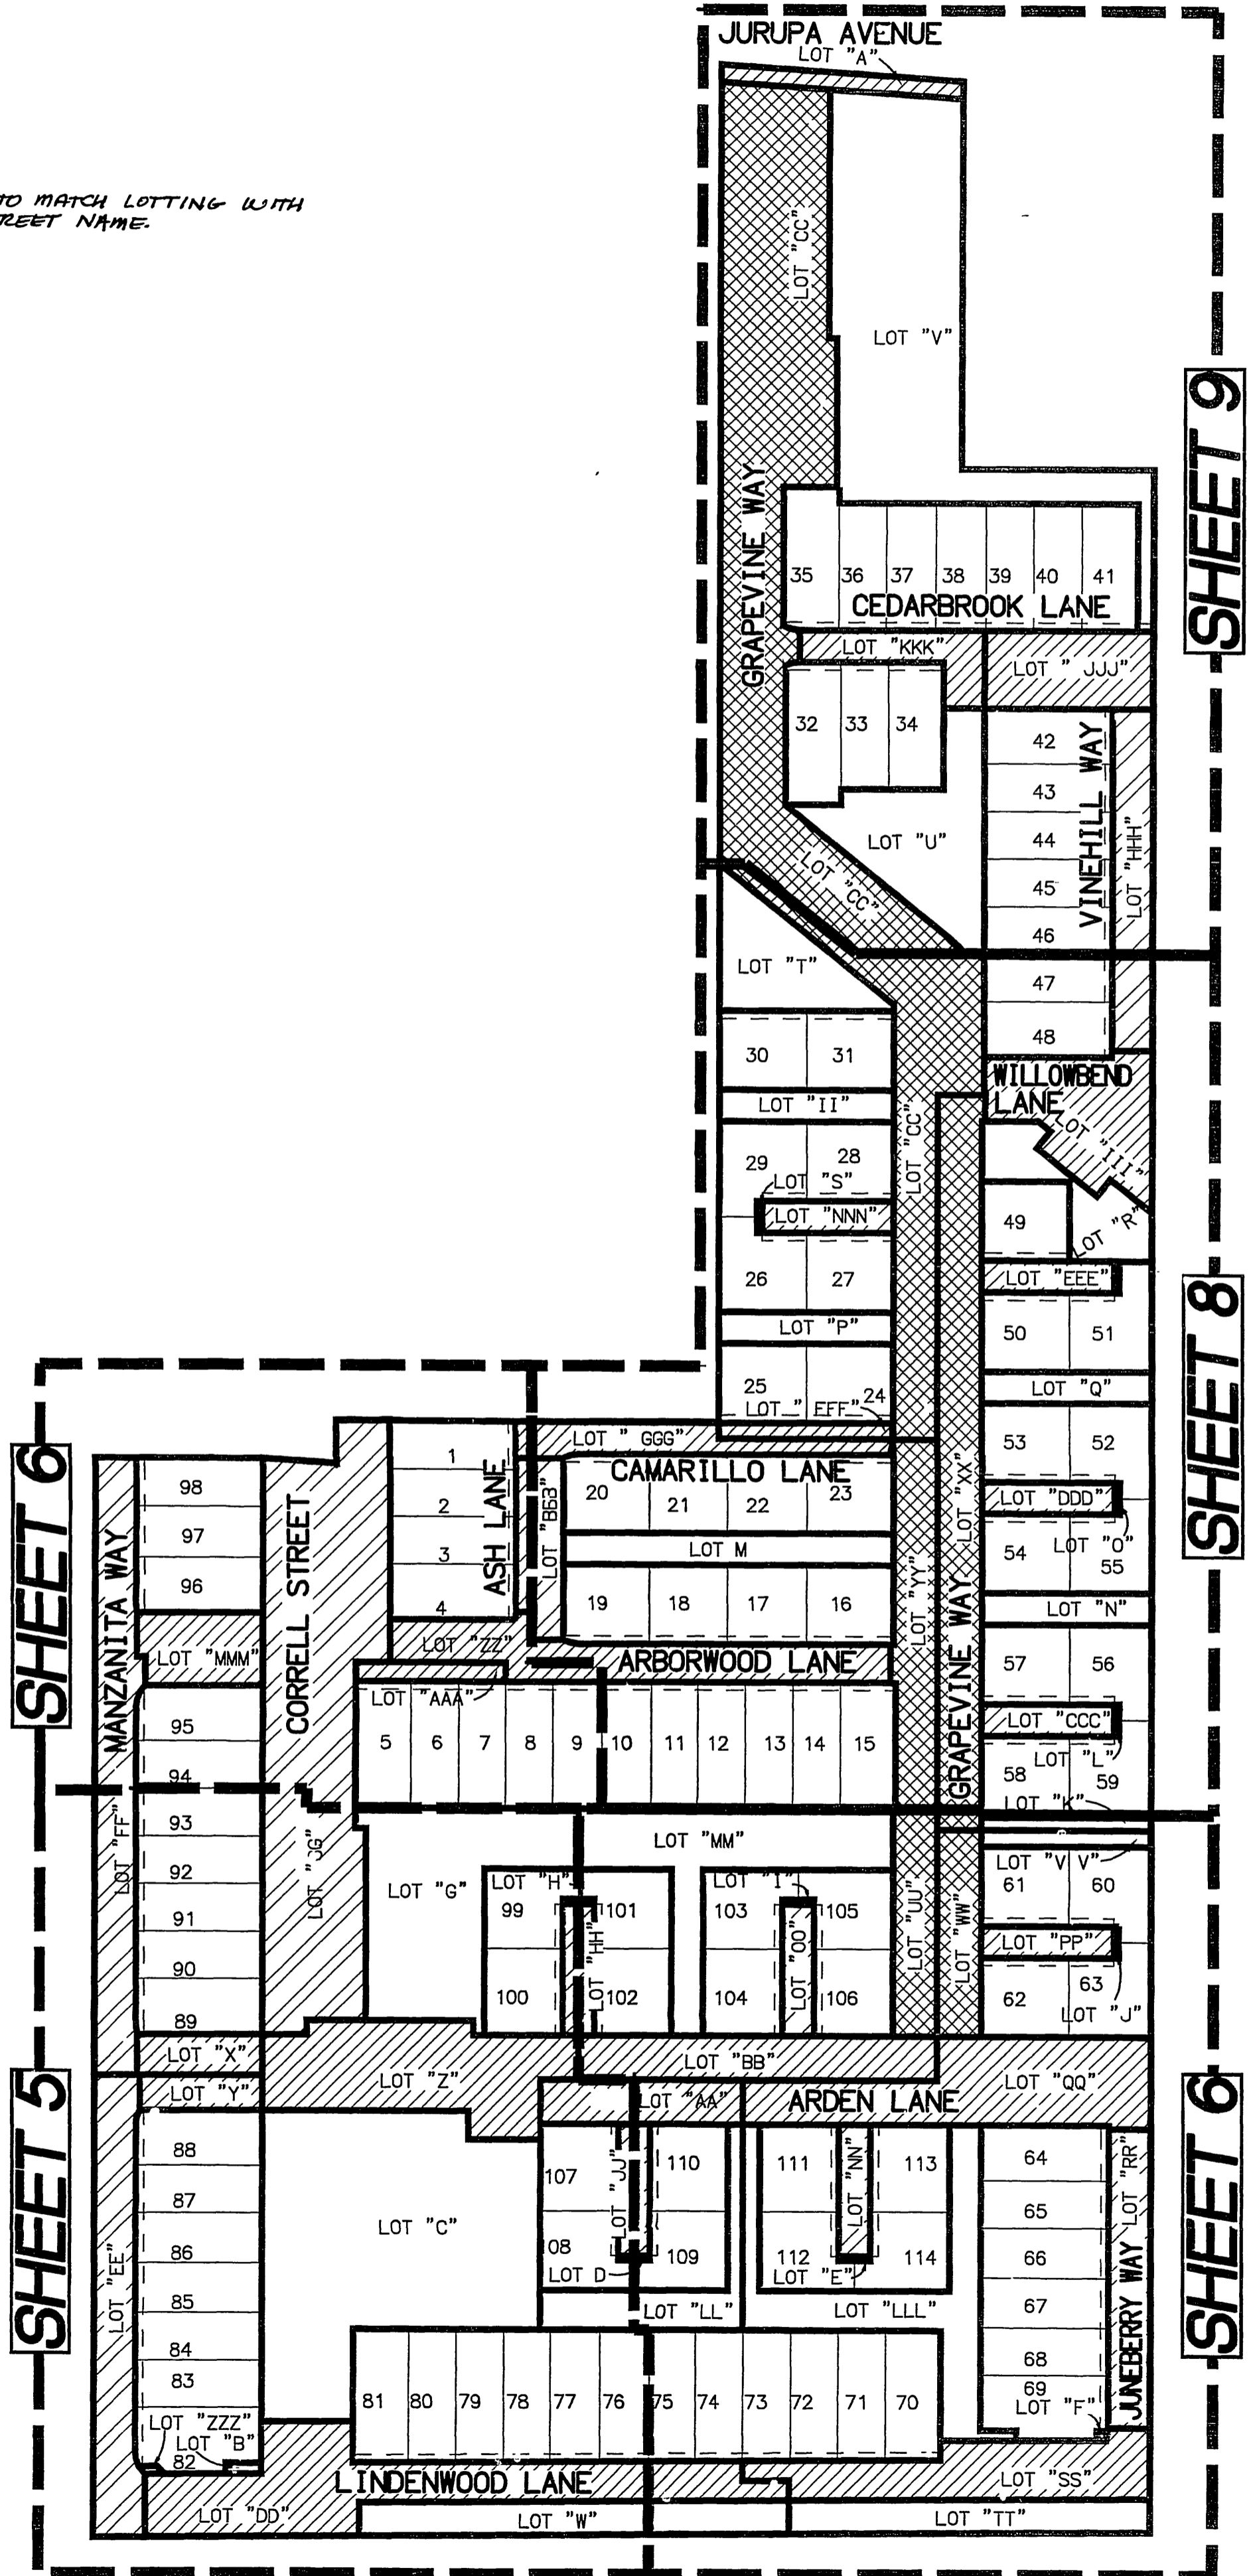 JURUPA AVENUE
LOT "A"
TO MATCH LOTTING WITH
REET NAME.
LOT "CC"
LOT "V"
SHEET 9
GRAPEVINE WAY
35 36 37 38 39 40 41
CEDARBROOK LANE
LOT "KKK"
LOT " JJJ"
32 33 34
42
VINEHILL WAY
43
LOT "U"
44
LOT "HHH"
LOT "CC"
45
46
LOT "T"
47
48
30 31
WILLOWBEND
LANE
LOT "II"
LOT "CC"
LOT "III"
29 28
LOT "S"
LOT "NNN"
49
LOT "R"
LOT "EEE"
26 27
LOT "P"
50 51
SHEET 8
25 24
LOT " EFF"
LOT "Q"
LOT " GGG"
53 52
SHEET 6
1
CAMARILLO LANE
98
ASH LANE
LOT "BBB"
20 21 22 23
LOT "XX"
LOT "DDD"
2
97
MANZANITA WAY
CORRELL STREET
3
LOT M
LOT "O"
54 55
96
4
19 18 17 16
LOT "YY"
GRAPEVINE WAY
LOT "N"
LOT "MMM"
LOT "ZZ"
ARBORWOOD LANE
57 56
LOT "AAA"
LOT "CCC"
95
5 6 7 8 9 10 11 12 13 14 15
LOT "L"
94
58 59
LOT "K"
93
LOT "FF"
LOT "MM"
LOT "V V"
92
LOT "G"
LOT "H"
LOT "I"
61 60
91
99 101 103 105
LOT "HH"
LOT "OO"
LOT "UU"
LOT "WW"
LOT "PP"
90
100 102 104 106
62 63
LOT "J"
89
LOT "X"
LOT "BB"
LOT "Y"
LOT "Z"
LOT "QQ"
LOT "AA"
ARDEN LANE
SHEET 5
SHEET 6
88
107 110 111 113
64
LOT "JJ"
LOT "NN"
LOT "RR"
87
65
LOT "EE"
LOT "C"
86
08 109 112 114
66
LOT D
LOT "E"
85
LOT "LL"
LOT "LLL"
67
84
JUNEBERRY WAY
68
83
81 80 79 78 77 76 75 74 73 72 71 70
69
LOT "F"
LOT "ZZZ"
LOT "B"
82
LINDENWOOD LANE
LOT "SS"
LOT "DD"
LOT "W"
LOT "TT"